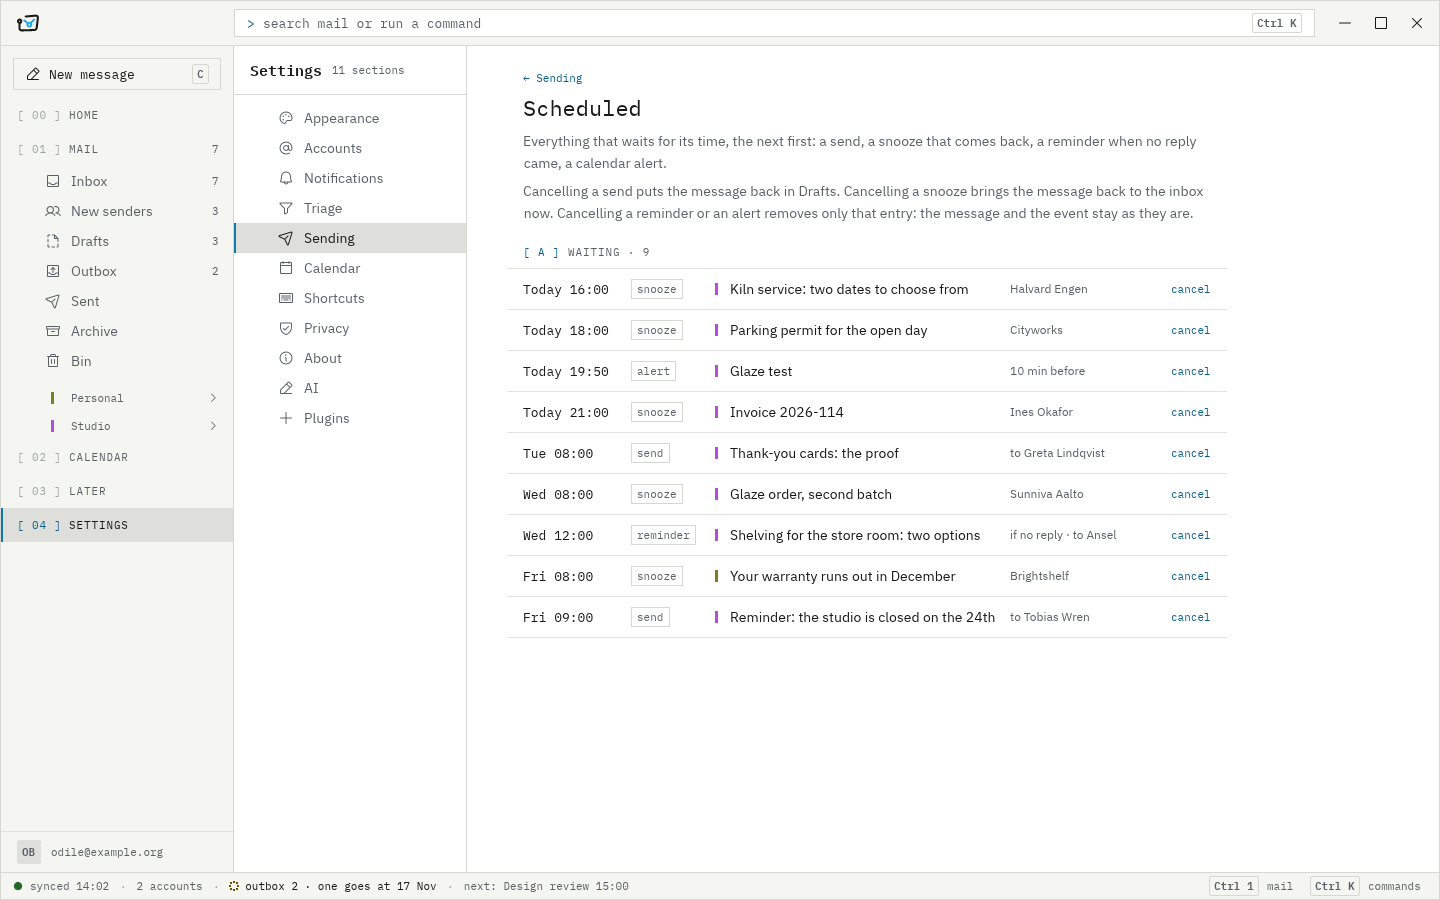 > search mail or run a command Ctrl K
New message C
[ 00 ] HOME
[ 01 ] MAIL 7
Inbox 7
New senders 3
Drafts 3
Outbox 2
Sent
Archive
Bin
Personal
Studio
[ 02 ] CALENDAR
[ 03 ] LATER
[ 04 ] SETTINGS
OB odile@example.org
Settings 11 sections
Appearance
Accounts
Notifications
Triage
Sending
Calendar
Shortcuts
Privacy
About
AI
Plugins
← Sending
Scheduled
Everything that waits for its time, the next first: a send, a snooze that comes back, a reminder when no reply
came, a calendar alert.
Cancelling a send puts the message back in Drafts. Cancelling a snooze brings the message back to the inbox
now. Cancelling a reminder or an alert removes only that entry: the message and the event stay as they are.
[ A ] WAITING · 9
Today 16:00 snooze Kiln service: two dates to choose from Halvard Engen cancel
Today 18:00 snooze Parking permit for the open day Cityworks cancel
Today 19:50 alert Glaze test 10 min before cancel
Today 21:00 snooze Invoice 2026-114 Ines Okafor cancel
Tue 08:00 send Thank-you cards: the proof to Greta Lindqvist cancel
Wed 08:00 snooze Glaze order, second batch Sunniva Aalto cancel
Wed 12:00 reminder Shelving for the store room: two options if no reply · to Ansel cancel
Fri 08:00 snooze Your warranty runs out in December Brightshelf cancel
Fri 09:00 send Reminder: the studio is closed on the 24th to Tobias Wren cancel
synced 14:02 · 2 accounts · outbox 2 · one goes at 17 Nov · next: Design review 15:00 Ctrl 1 mail Ctrl K commands